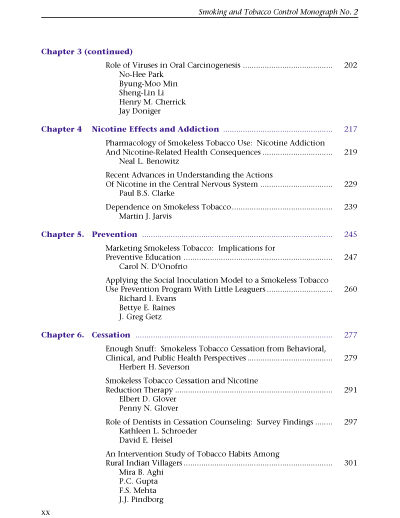 Smoking and Tobacco Control Monograph No. 2
Chapter 3 (continued)
Role of Viruses in Oral Carcinogenesis .......................................... 202
No-Hee Park
Byung-Moo Min
Sheng-Lin Li
Henry M. Cherrick
Jay Doniger
Chapter 4 Nicotine Effects and Addiction .................................................... 217
Pharmacology of Smokeless Tobacco Use: Nicotine Addiction
And Nicotine-Related Health Consequences ................................ 219
Neal L. Benowitz
Recent Advances in Understanding the Actions
Of Nicotine in the Central Nervous System .................................. 229
Paul B.S. Clarke
Dependence on Smokeless Tobacco............................................... 239
Martin J. Jarvis
Chapter 5. Prevention ........................................................................................ 245
Marketing Smokeless Tobacco: Implications for
Preventive Education ..................................................................... 247
Carol N. D'Onofrio
Applying the Social Inoculation Model to a Smokeless Tobacco
Use Prevention Program With Little Leaguers ............................... 260
Richard I. Evans
Bettye E. Raines
J. Greg Getz
Chapter 6. Cessation ........................................................................................... 277
Enough Snuff: Smokeless Tobacco Cessation from Behavioral,
Clinical, and Public Health Perspectives ........................................ 279
Herbert H. Severson
Smokeless Tobacco Cessation and Nicotine
Reduction Therapy ......................................................................... 291
Elbert D. Glover
Penny N. Glover
Role of Dentists in Cessation Counseling: Survey Findings ........ 297
Kathleen L. Schroeder
David E. Heisel
An Intervention Study of Tobacco Habits Among
Rural Indian Villagers...................................................................... 301
Mira B. Aghi
P.C. Gupta
F.S. Mehta
J.J. Pindborg
xx